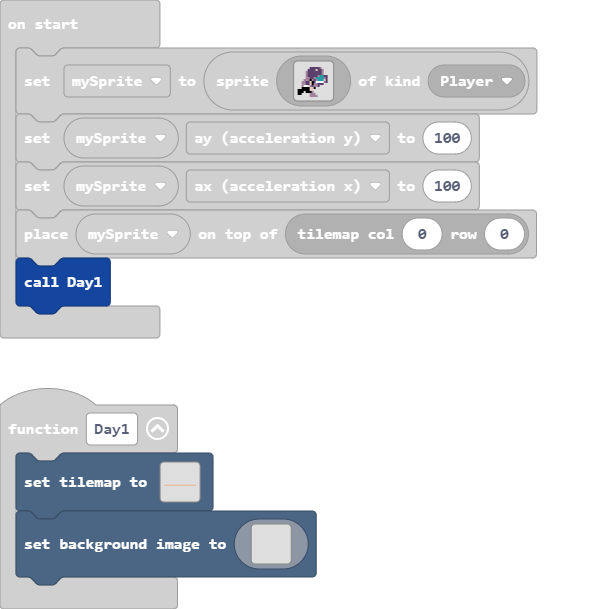 on start
set mySprite to sprite of kind Player
set mySprite ay (acceleration y) to 100
set mySprite ax (acceleration x) to 100
place mySprite on top of tilemap col 0 row 0
call Day1
function Day1
set tilemap to
set background image to